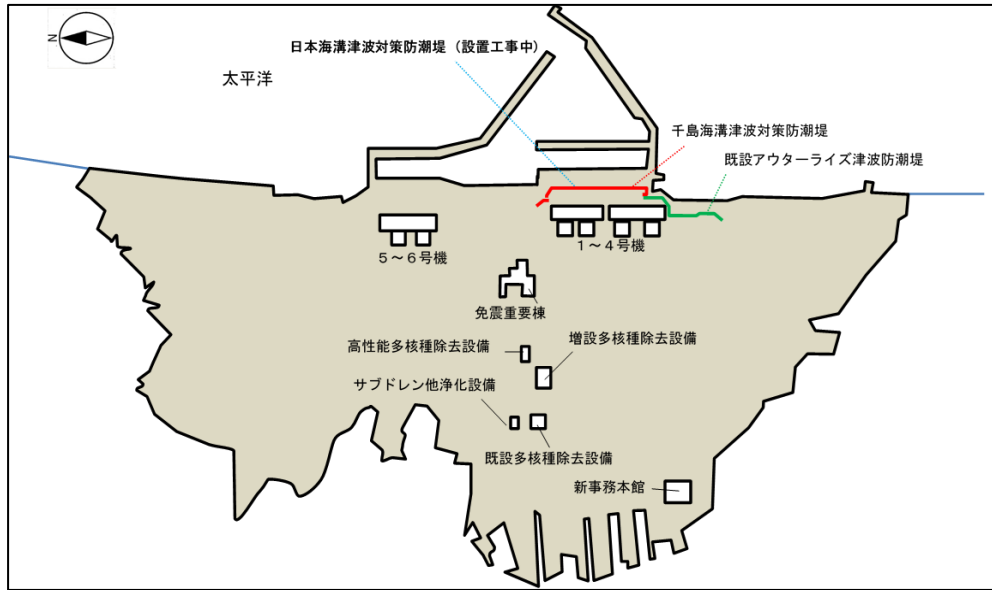 N
日本海溝津波対策防潮堤（設置工事中）
太平洋
千島海溝津波対策防潮堤
既設アウターライズ津波防潮堤
５～６号機
１～４号機
免震重要棟
高性能多核種除去設備
増設多核種除去設備
サブドレン他浄化設備
既設多核種除去設備
新事務本館